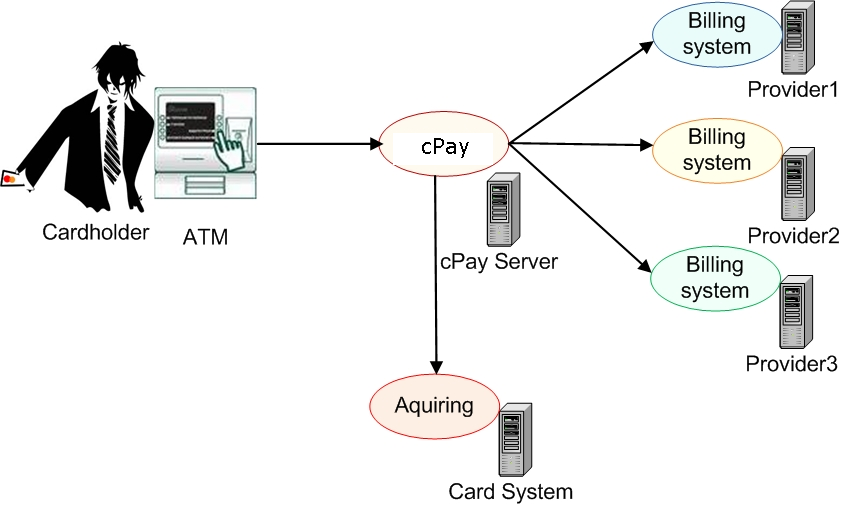 Billing
system
Provider1
cPay
Billing
system
Provider2
Cardholder
ATM
cPay Server
Billing
system
Provider3
Aquiring
Card System